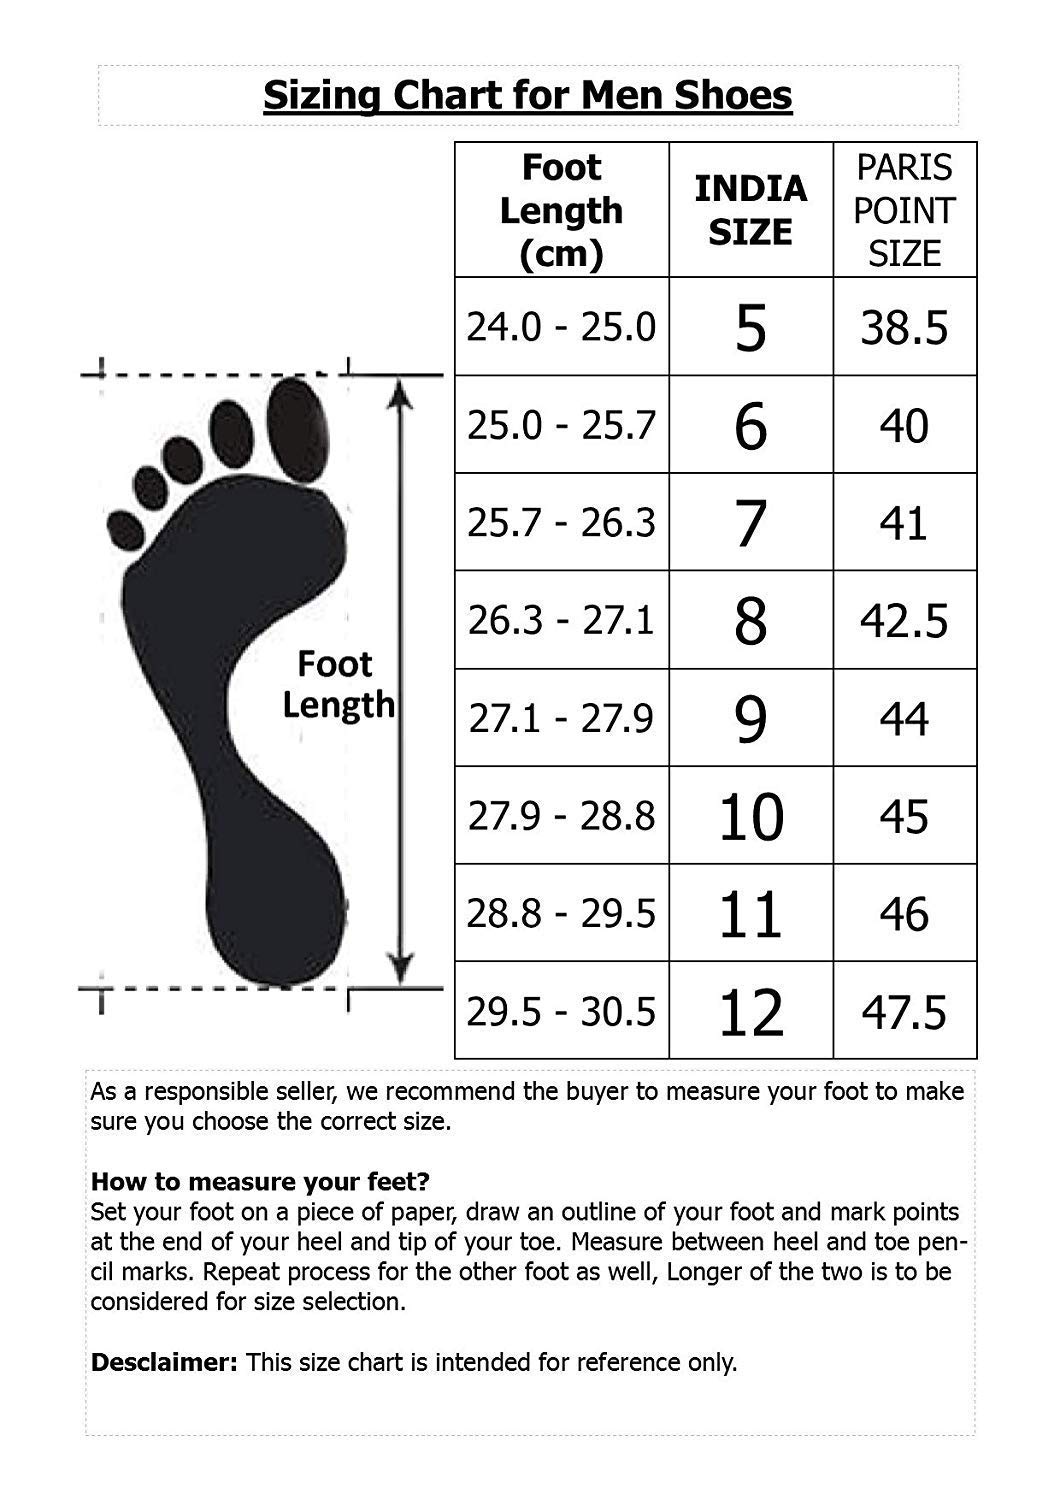 Sizing Chart for Men Shoes
Foot Length (cm) INDIA SIZE PARIS POINT SIZE
24.0 - 25.0 5 38.5
25.0 - 25.7 6 40
25.7 - 26.3 7 41
26.3 - 27.1 8 42.5
27.1 - 27.9 9 44
27.9 - 28.8 10 45
28.8 - 29.5 11 46
29.5 - 30.5 12 47.5
Foot
Length
As a responsible seller, we recommend the buyer to measure your foot to make
sure you choose the correct size.
How to measure your feet?
Set your foot on a piece of paper, draw an outline of your foot and mark points
at the end of your heel and tip of your toe. Measure between heel and toe pen-
cil marks. Repeat process for the other foot as well, Longer of the two is to be
considered for size selection.
Desclaimer: This size chart is intended for reference only.